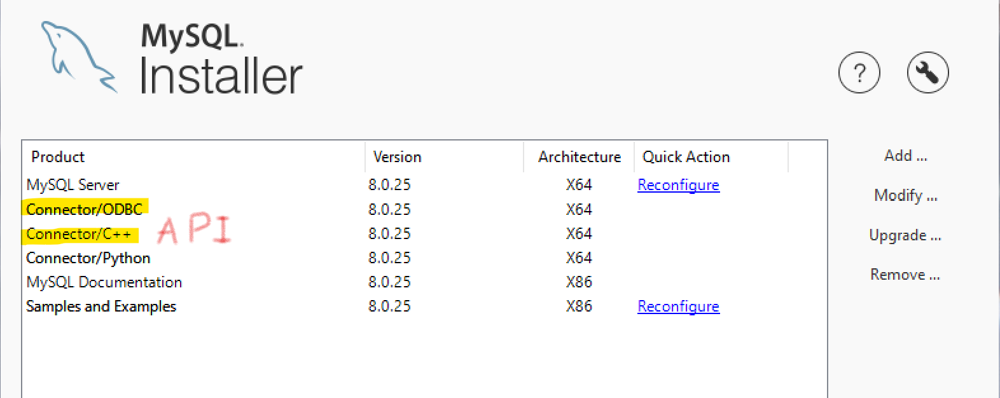 MySQL.
Installer
?
Product Version Architecture Quick Action
MySQL Server 8.0.25 X64 Reconfigure
Connector/ODBC 8.0.25 X64
Connector/C++ 8.0.25 X64
API
Connector/Python 8.0.25 X64
MySQL Documentation 8.0.25 X86
Samples and Examples 8.0.25 X86 Reconfigure
Add ...
Modify ...
Upgrade ...
Remove ...